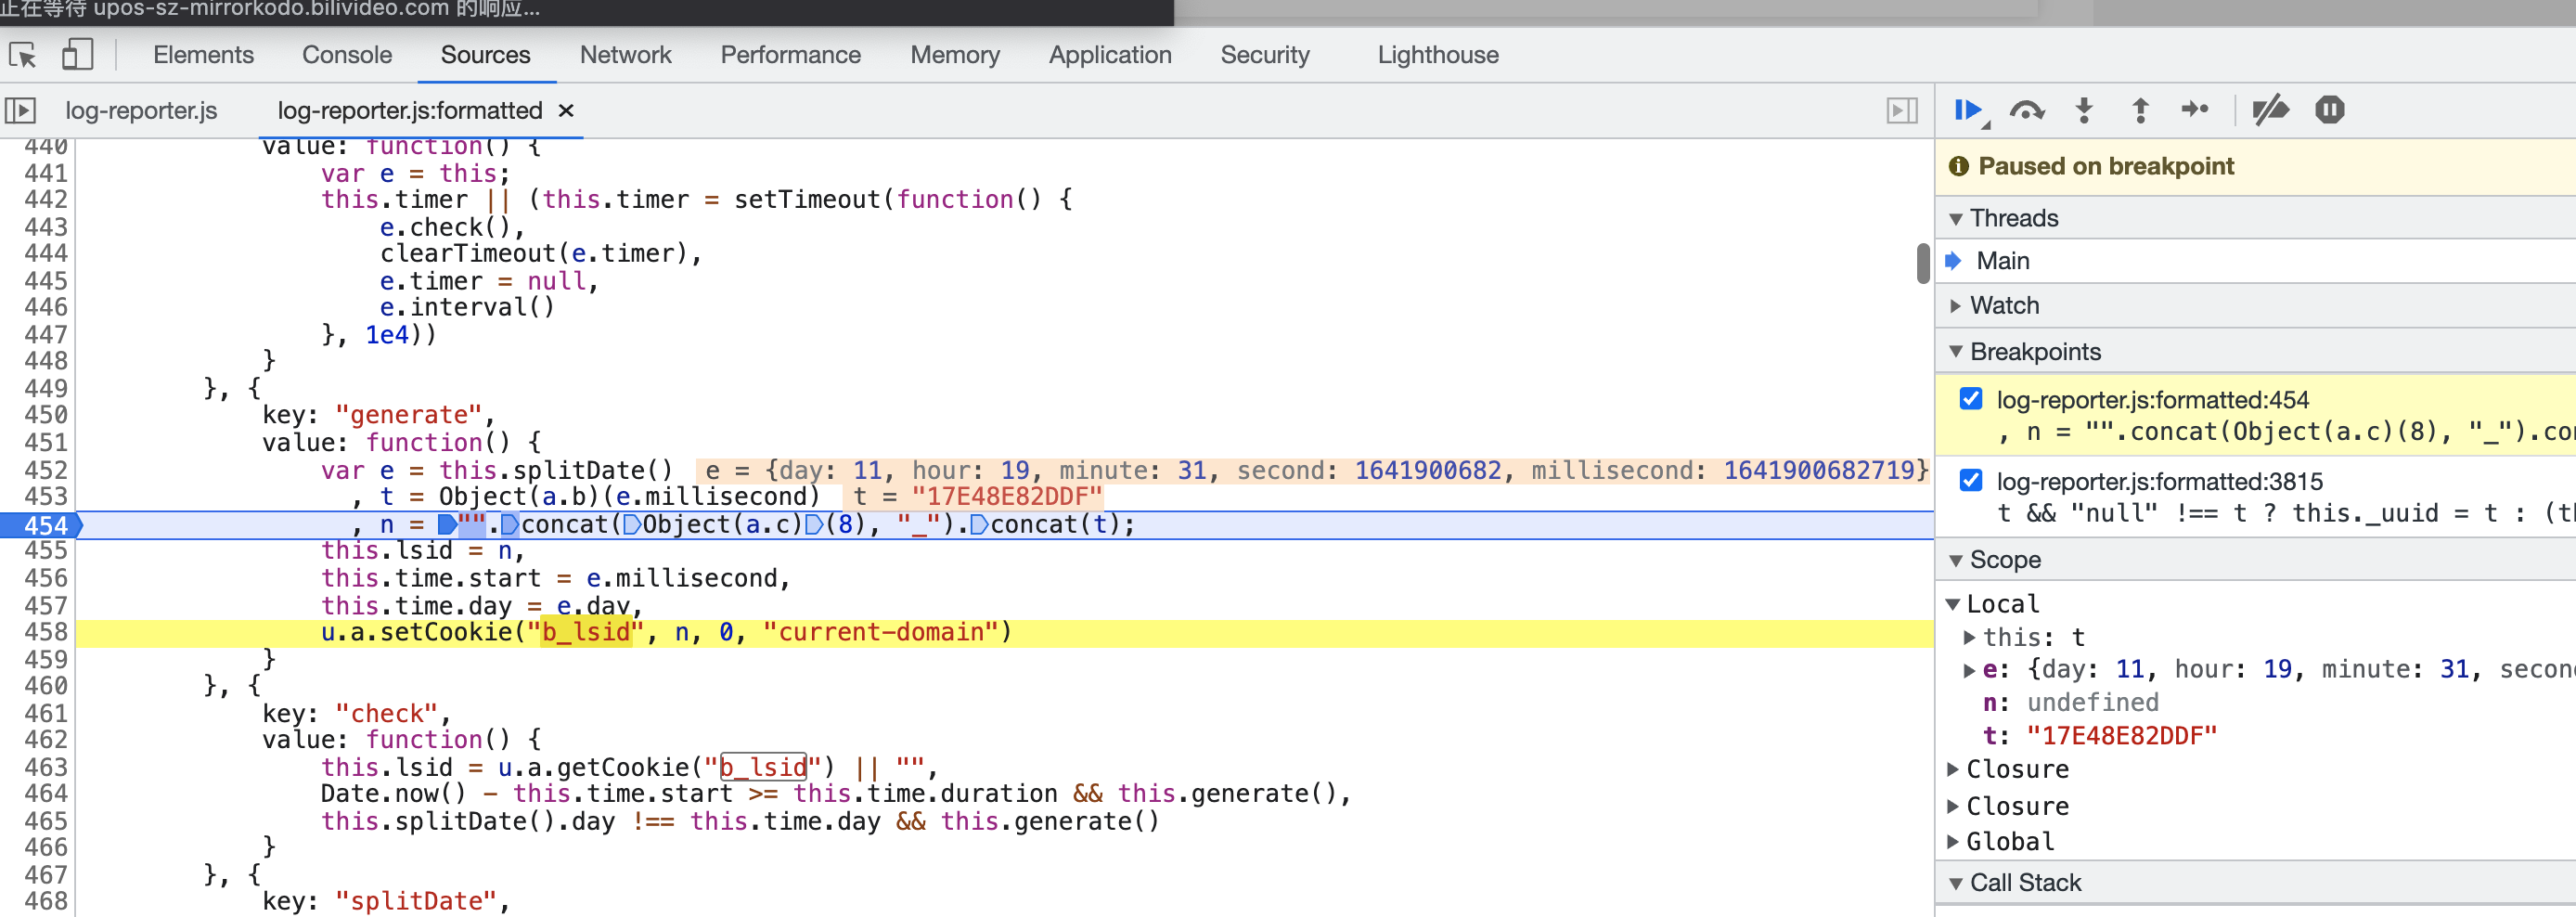 正在等待 upos-sz-mirrorkodo.bilivideo.com 的响应...
Elements Console Sources Network Performance Memory Application Security Lighthouse
log-reporter.js log-reporter.js:formatted ×
440 value: function() {
441 var e = this;
442 this.timer || (this.timer = setTimeout(function() {
443 e.check(),
444 clearTimeout(e.timer),
445 e.timer = null,
446 e.interval()
447 }, 1e4))
448 }
449 }, {
450 key: "generate",
451 value: function() {
452 var e = this.splitDate() e = {day: 11, hour: 19, minute: 31, second: 1641900682, millisecond: 1641900682719}
453 , t = Object(a.b)(e.millisecond) t = "17E48E82DDF"
454 , n = "".concat(Object(a.c)(8), "_").concat(t);
455 this.lsid = n,
456 this.time.start = e.millisecond,
457 this.time.day = e.day,
458 u.a.setCookie("b_lsid", n, 0, "current-domain")
459 }
460 }, {
461 key: "check",
462 value: function() {
463 this.lsid = u.a.getCookie("b_lsid") || "",
464 Date.now() - this.time.start >= this.time.duration && this.generate(),
465 this.splitDate().day !== this.time.day && this.generate()
466 }
467 }, {
468 key: "splitDate",
Paused on breakpoint
Threads
Main
Watch
Breakpoints
log-reporter.js:formatted:454
, n = "".concat(Object(a.c)(8), "_").co
log-reporter.js:formatted:3815
t && "null" !== t ? this._uuid = t : (t
Scope
Local
this: t
e: {day: 11, hour: 19, minute: 31, secon
n: undefined
t: "17E48E82DDF"
Closure
Closure
Global
Call Stack